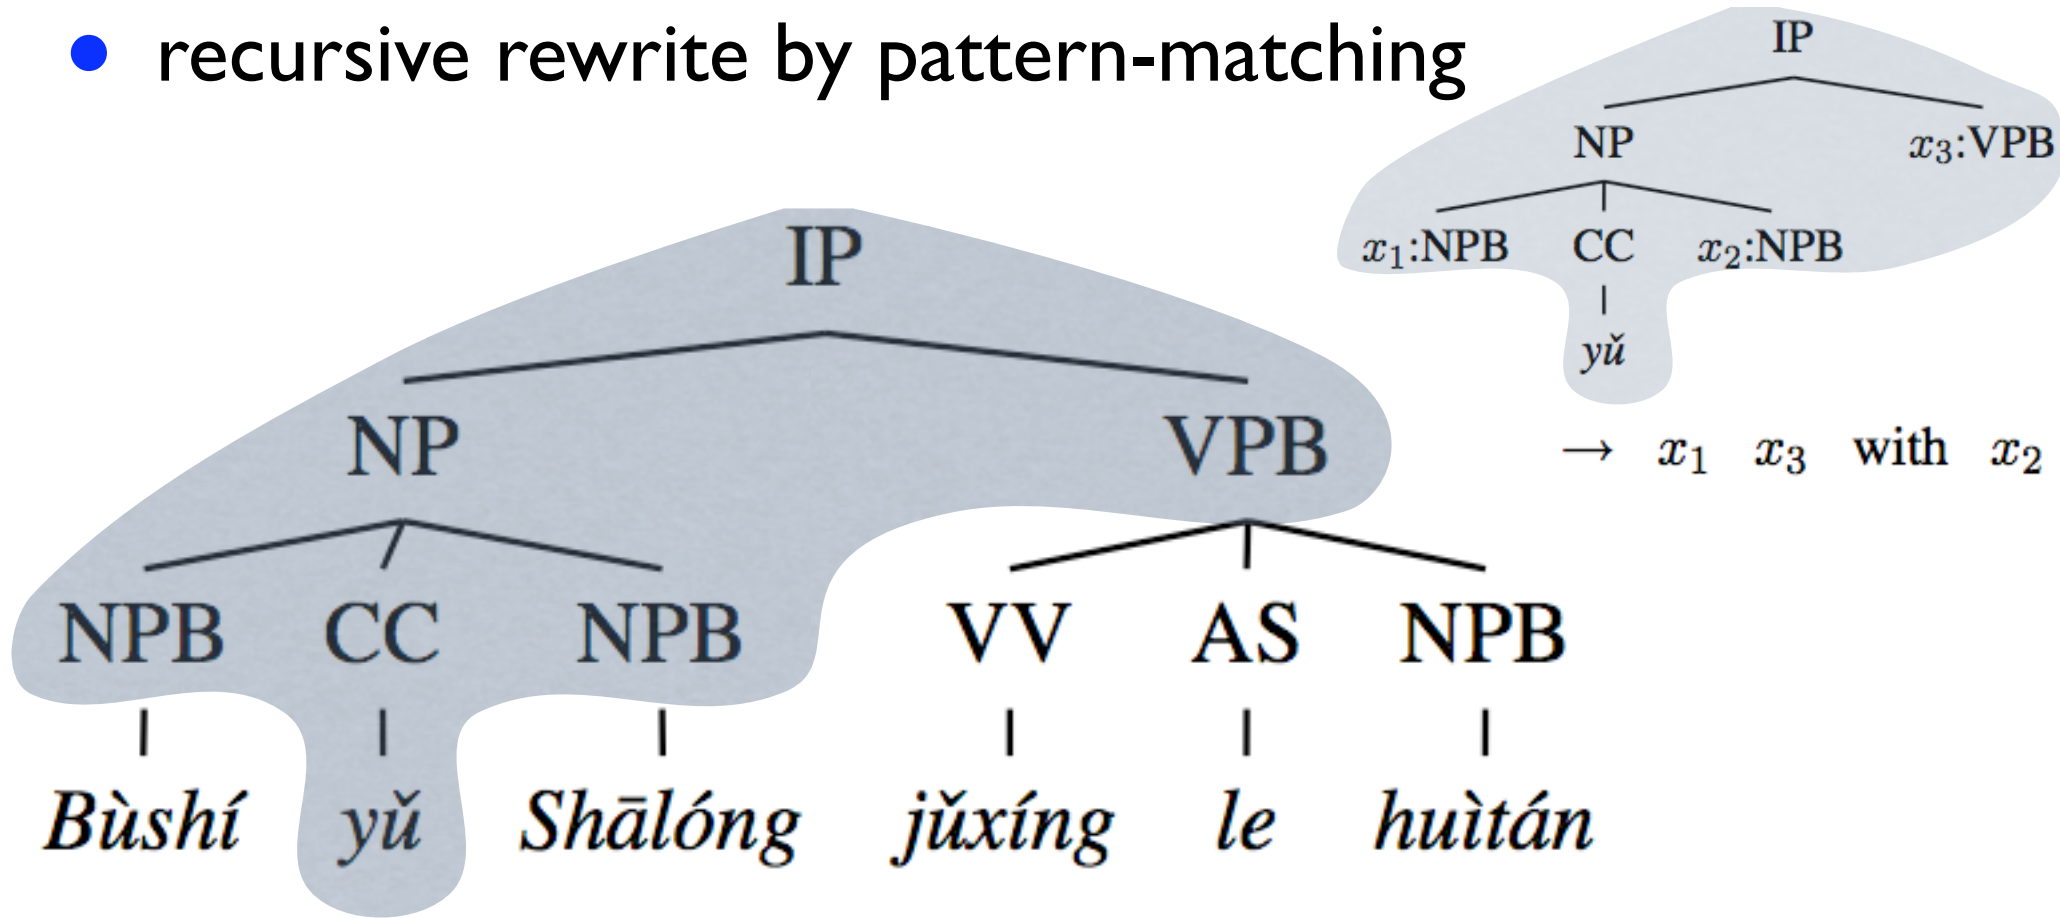 • recursive rewrite by pattern-matching
IP
NP x₃:VPB
x₁:NPB CC x₂:NPB
yǔ
→ x₁ x₃ with x₂
IP
NP VPB
NPB CC NPB VV AS NPB
Bùshí yǔ Shālóng jǔxíng le huìtán